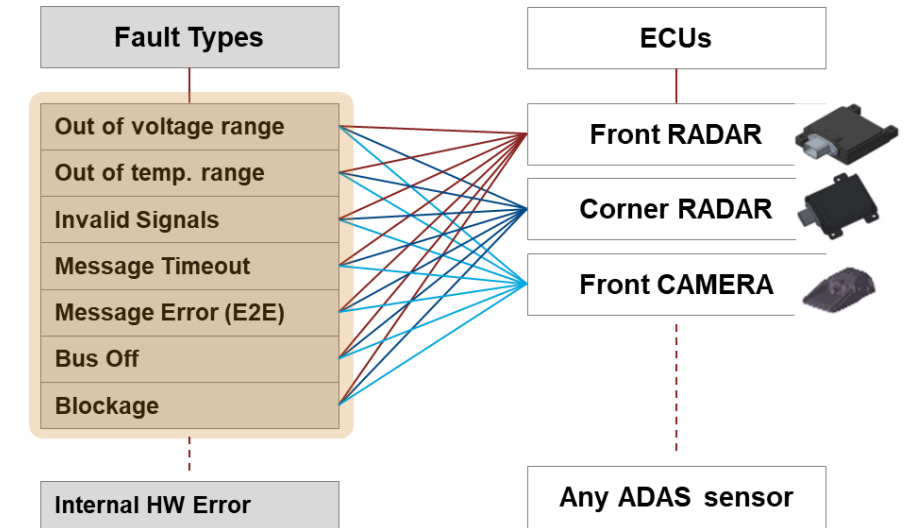 Fault Types
Out of voltage range
Out of temp. range
Invalid Signals
Message Timeout
Message Error (E2E)
Bus Off
Blockage
Internal HW Error
ECUs
Front RADAR
Corner RADAR
Front CAMERA
Any ADAS sensor